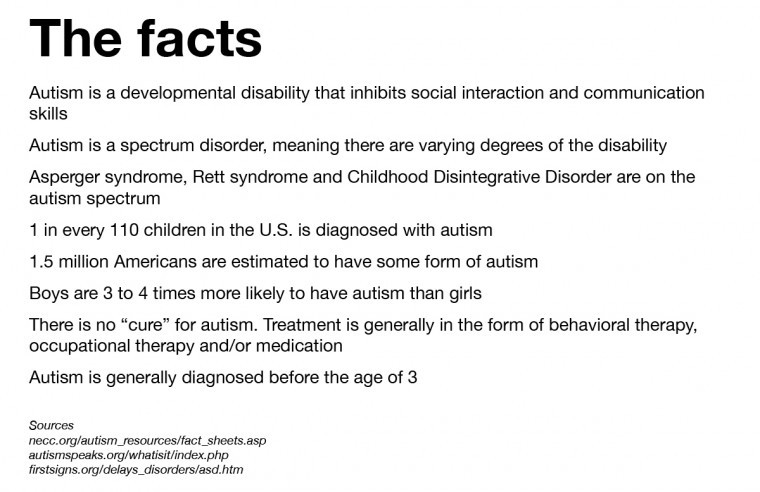 The facts
Autism is a developmental disability that inhibits social interaction and communication
skills
Autism is a spectrum disorder, meaning there are varying degrees of the disability
Asperger syndrome, Rett syndrome and Childhood Disintegrative Disorder are on the
autism spectrum
1 in every 110 children in the U.S. is diagnosed with autism
1.5 million Americans are estimated to have some form of autism
Boys are 3 to 4 times more likely to have autism than girls
There is no “cure” for autism. Treatment is generally in the form of behavioral therapy,
occupational therapy and/or medication
Autism is generally diagnosed before the age of 3
Sources
necc.org/autism_resources/fact_sheets.asp
autismspeaks.org/whatisit/index.php
firstsigns.org/delays_disorders/asd.htm